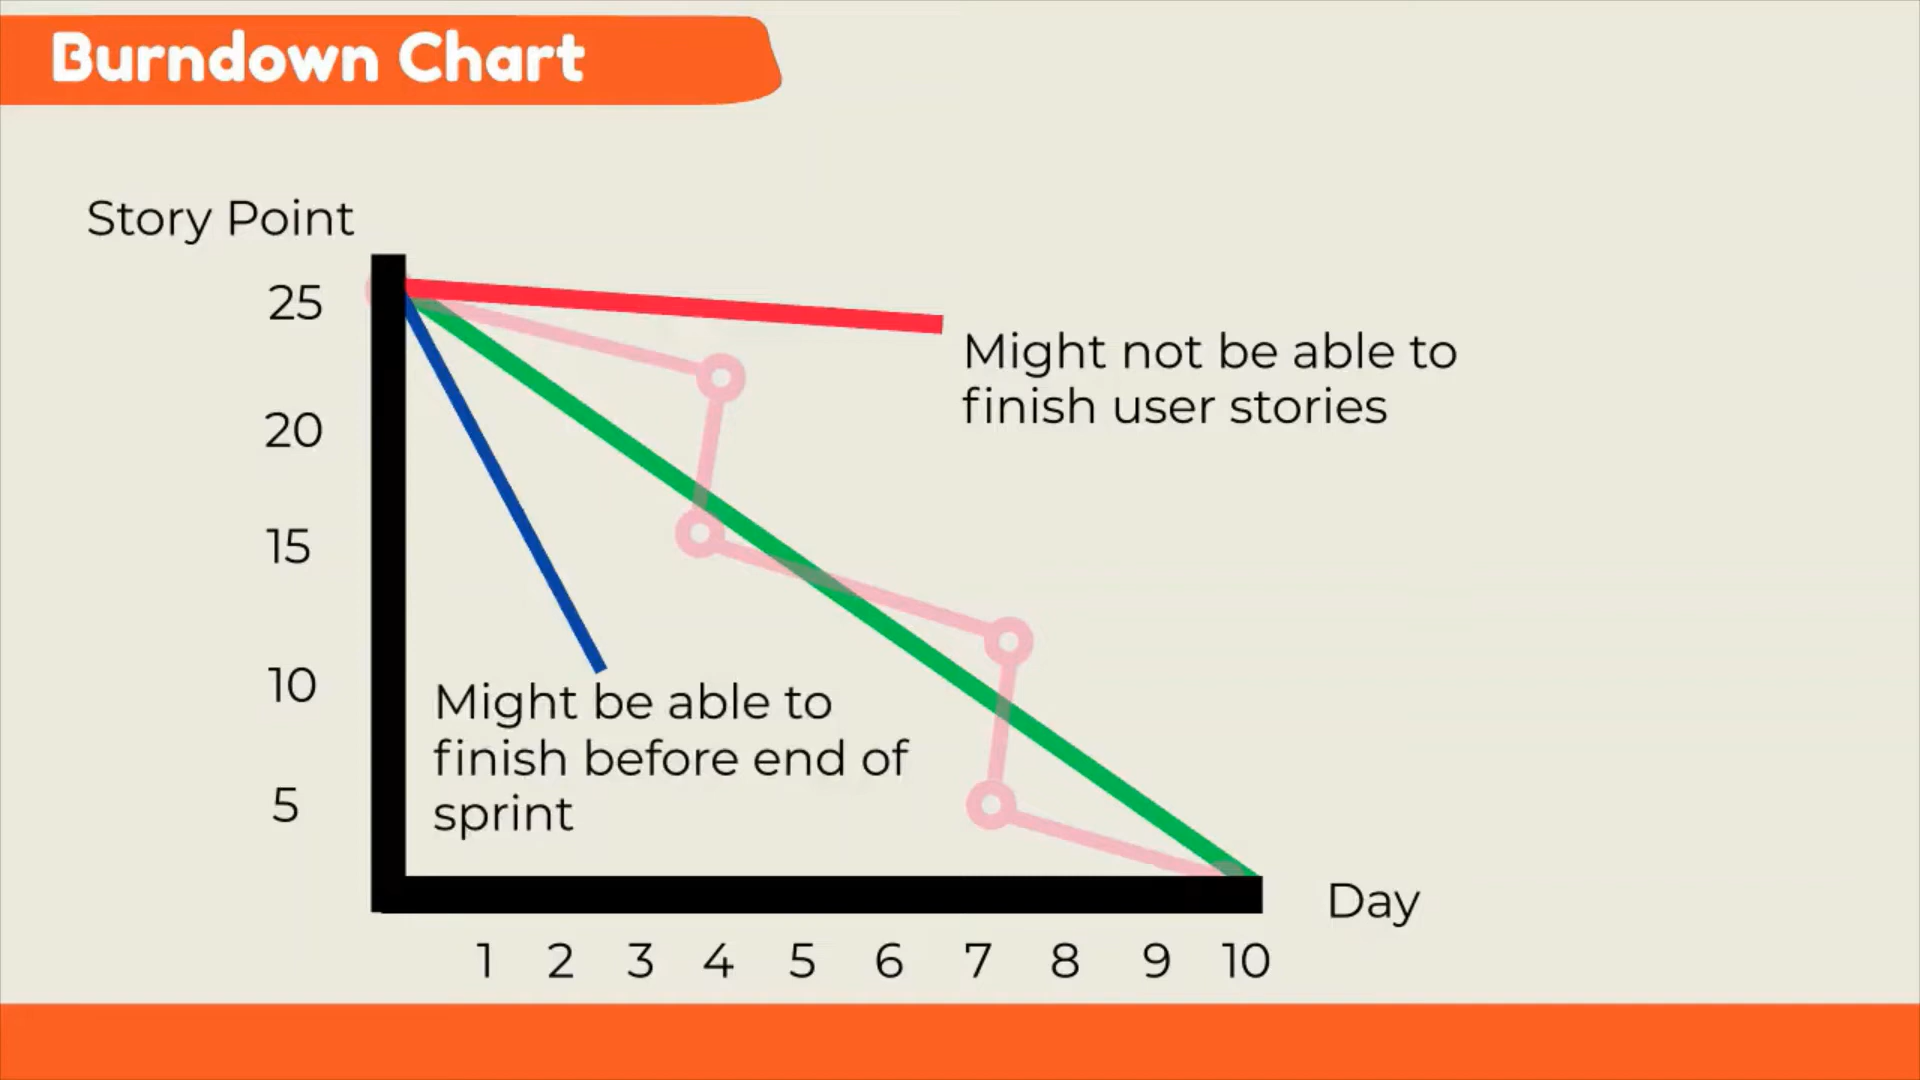 Burndown Chart
Story Point
25
20
15
10
5
Might not be able to
finish user stories
Might be able to
finish before end of
sprint
Day
1 2 3 4 5 6 7 8 9 10